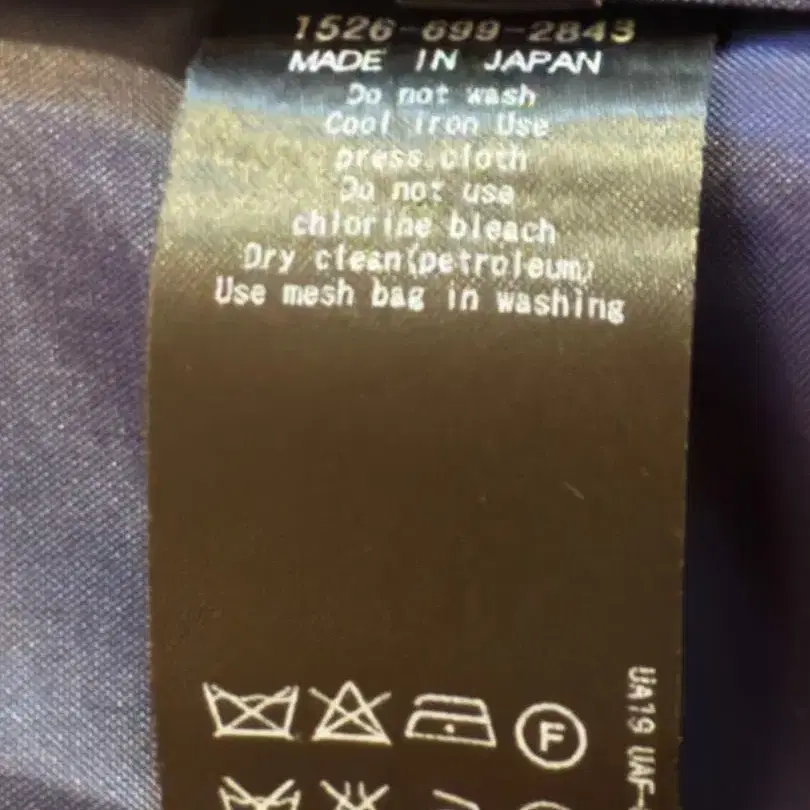 1526-699-2843
MADE IN JAPAN
Do not wash
Cool iron Use
press cloth
Do not use
chlorine bleach
Dry clean(petroleum)
Use mesh bag in washing
F
UA19 UAF-